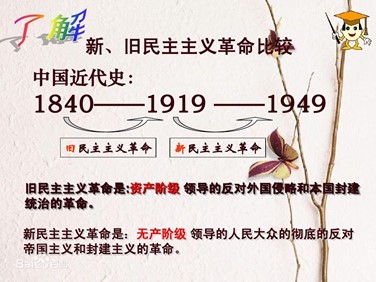 了解
新、旧民主主义革命比较
中国近代史：
1840——1919 ——1949
旧民主主义革命 新民主主义革命
旧民主主义革命是:资产阶级 领导的反对外国侵略和本国封建
统治的革命。
新民主主义革命是： 无产阶级 领导的人民大众的彻底的反对
帝国主义和封建主义的革命。